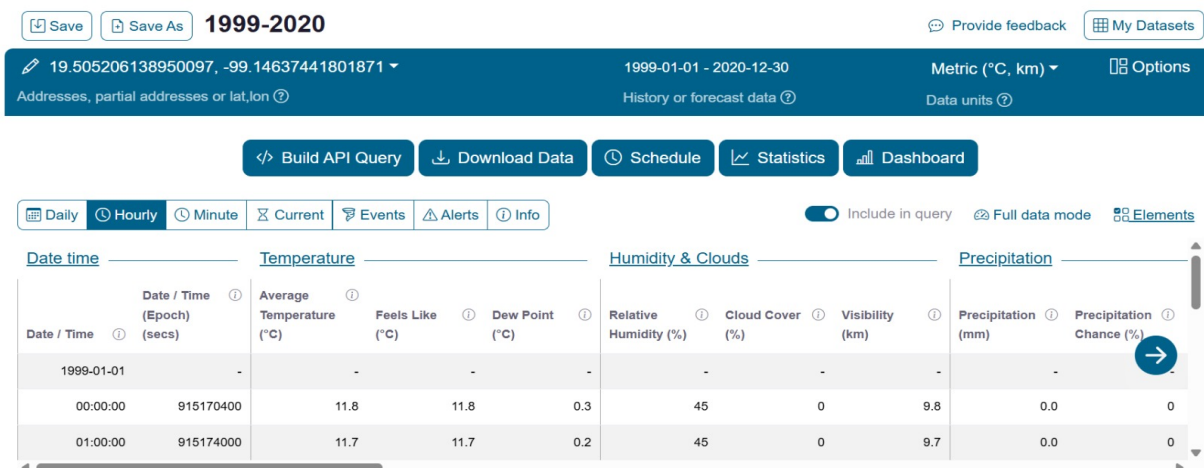 Save Save As 1999-2020 Provide feedback My Datasets
19.505206138950097, -99.14637441801871 1999-01-01 - 2020-12-30 Metric (°C, km) Options
Addresses, partial addresses or lat,lon History or forecast data Data units
Build API Query Download Data Schedule Statistics Dashboard
Daily Hourly Minute Current Events Alerts Info Include in query Full data mode Elements
Date time Temperature Humidity & Clouds Precipitation
Date / Time Date / Time (Epoch) (secs) Average Temperature (°C) Feels Like (°C) Dew Point (°C) Relative Humidity (%) Cloud Cover (%) Visibility (km) Precipitation (mm) Precipitation Chance (%)
1999-01-01 - - - - - - - - -
00:00:00 915170400 11.8 11.8 0.3 45 0 9.8 0.0 0
01:00:00 915174000 11.7 11.7 0.2 45 0 9.7 0.0 0